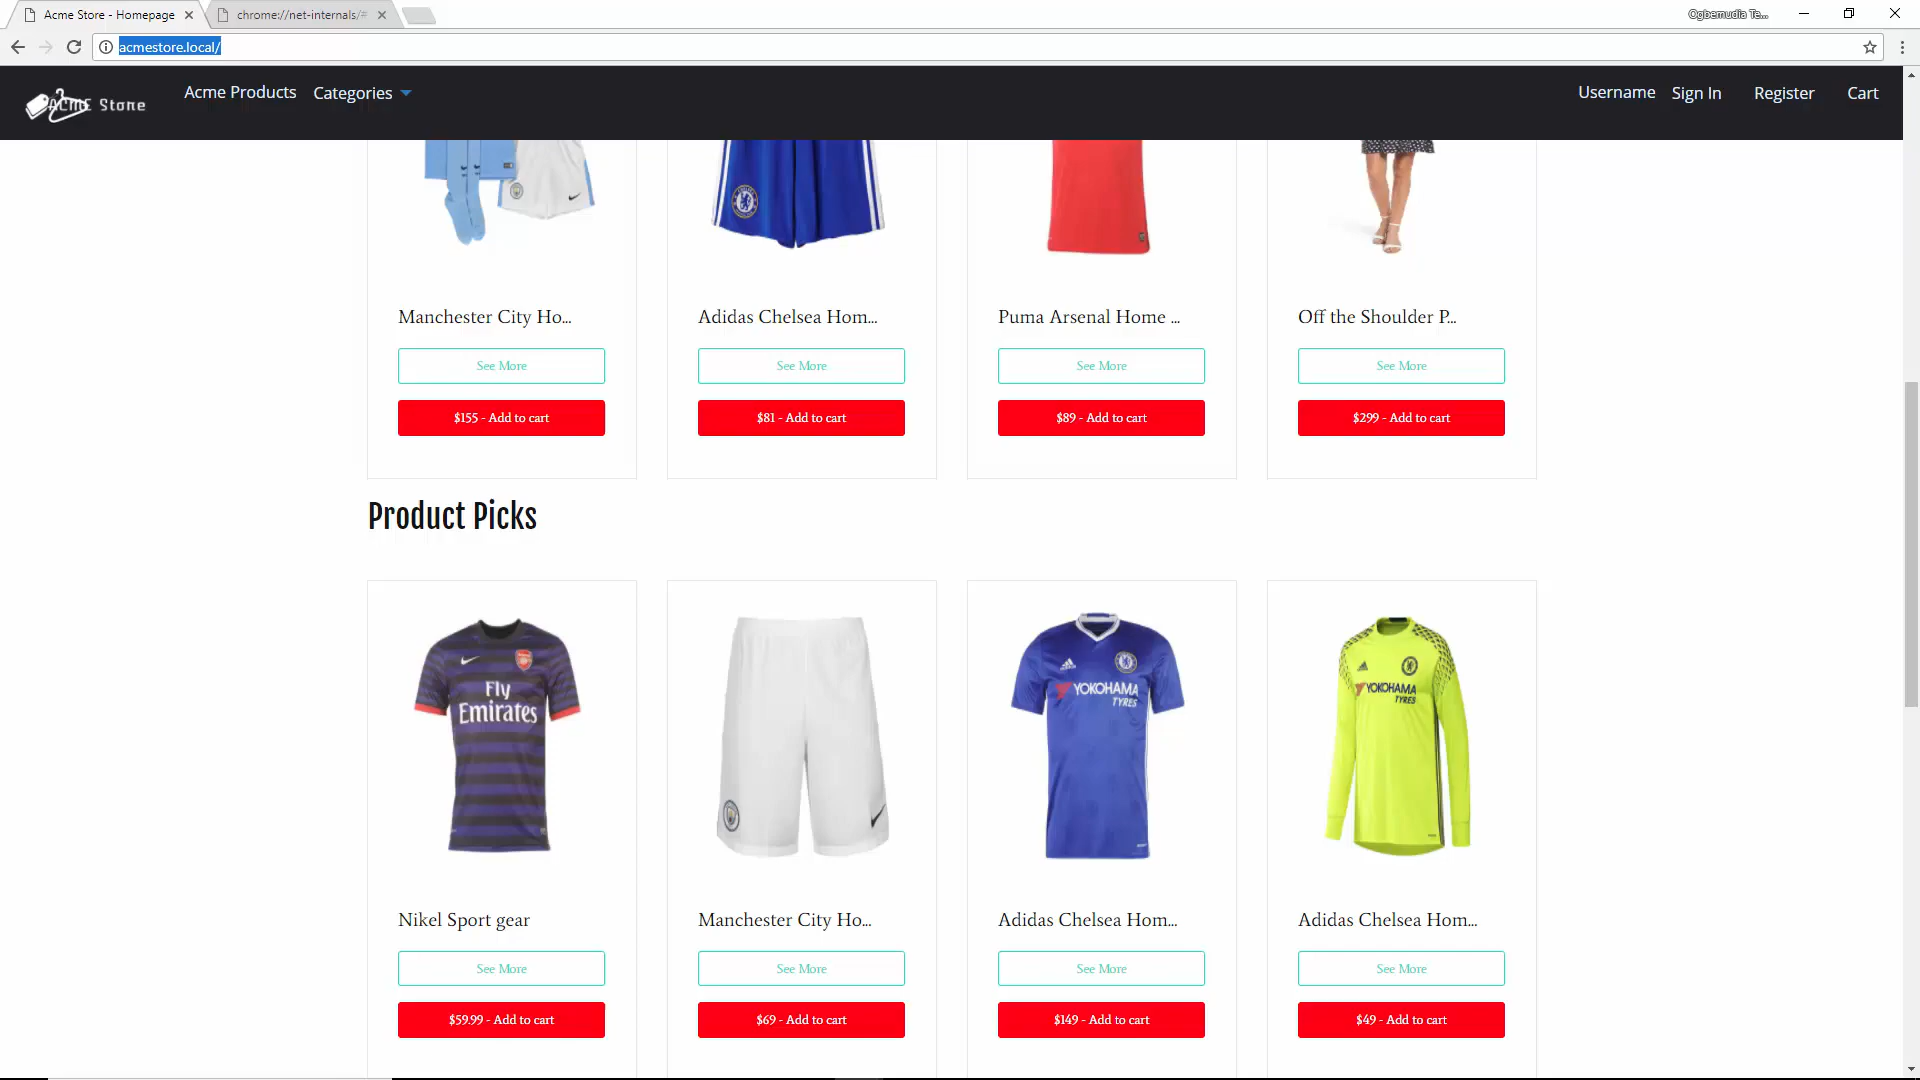 Acme Store - Homepage
chrome://net-internals/#
Ogbemudia Te...
acmestore.local/
ACME Store
Acme Products
Categories
Username
Sign In
Register
Cart
Manchester City Ho...
Adidas Chelsea Hom...
Puma Arsenal Home ...
Off the Shoulder P...
See More
See More
See More
See More
$155 - Add to cart
$81 - Add to cart
$89 - Add to cart
$299 - Add to cart
Product Picks
Fly
Emirates
YOKOHAMA
TYRES
YOKOHAMA
TYRES
Nikel Sport gear
Manchester City Ho...
Adidas Chelsea Hom...
Adidas Chelsea Hom...
See More
See More
See More
See More
$59.99 - Add to cart
$69 - Add to cart
$149 - Add to cart
$49 - Add to cart